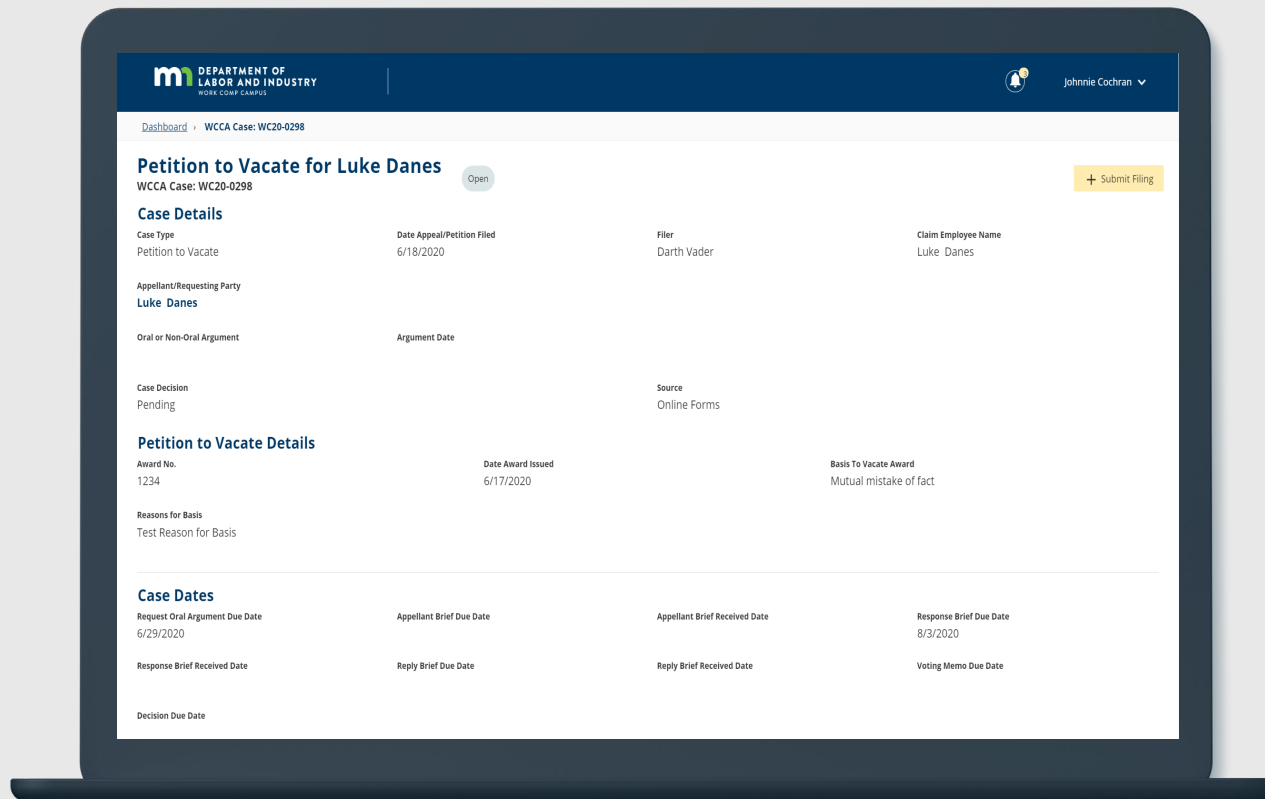 mn DEPARTMENT OF
LABOR AND INDUSTRY
WORK COMP CAMPUS
3
Johnnie Cochran
Dashboard › WCCA Case: WC20-0298
Petition to Vacate for Luke Danes
WCCA Case: WC20-0298
Open
+ Submit Filing
Case Details
Case Type Date Appeal/Petition Filed Filer Claim Employee Name
Petition to Vacate 6/18/2020 Darth Vader Luke Danes
Appellant/Requesting Party
Luke Danes
Oral or Non-Oral Argument Argument Date
Case Decision Source
Pending Online Forms
Petition to Vacate Details
Award No. Date Award Issued Basis To Vacate Award
1234 6/17/2020 Mutual mistake of fact
Reasons for Basis
Test Reason for Basis
Case Dates
Request Oral Argument Due Date Appellant Brief Due Date Appellant Brief Received Date Response Brief Due Date
6/29/2020 8/3/2020
Response Brief Received Date Reply Brief Due Date Reply Brief Received Date Voting Memo Due Date
Decision Due Date